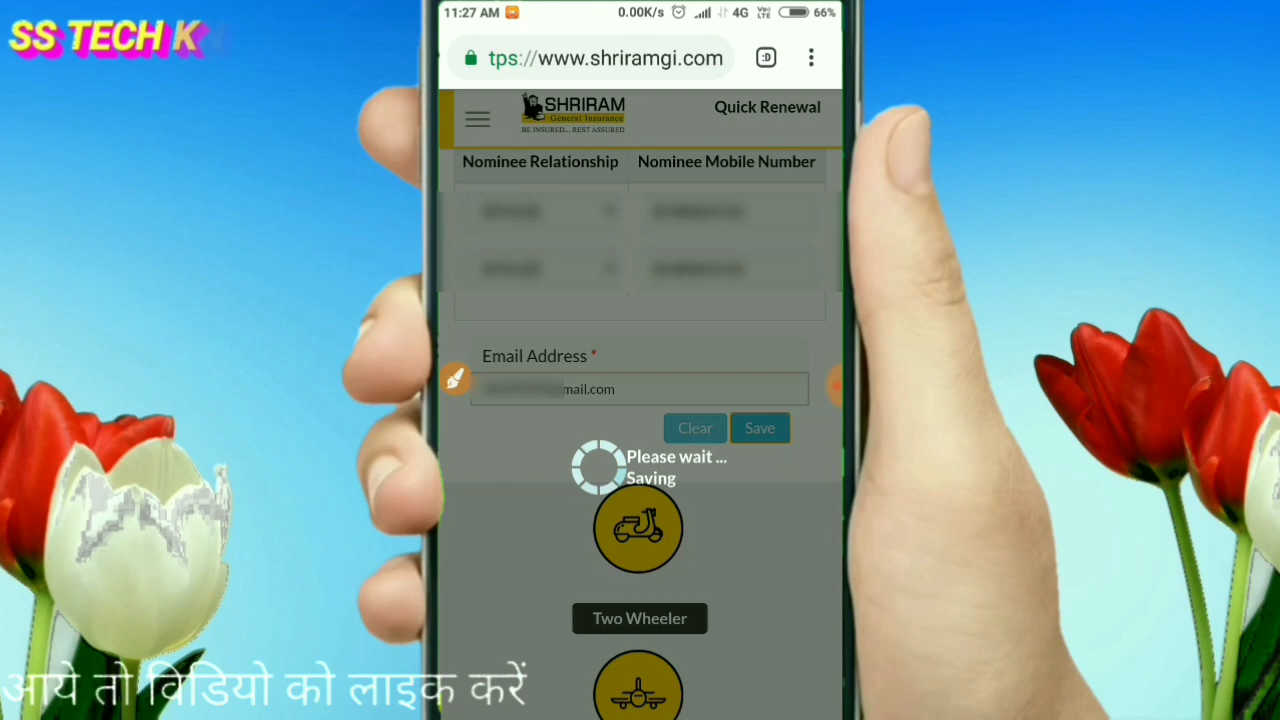 SS TECH K
11:27 AM
0.00K/s
4G
VoLTE
66%
tps://www.shriramgi.com
:D
SHRIRAM
General Insurance
BE INSURED... REST ASSURED
Quick Renewal
Nominee Relationship
Nominee Mobile Number
Email Address *
mail.com
Clear
Save
Please wait ...
Saving
Two Wheeler
आये तो विडियो को लाइक करें